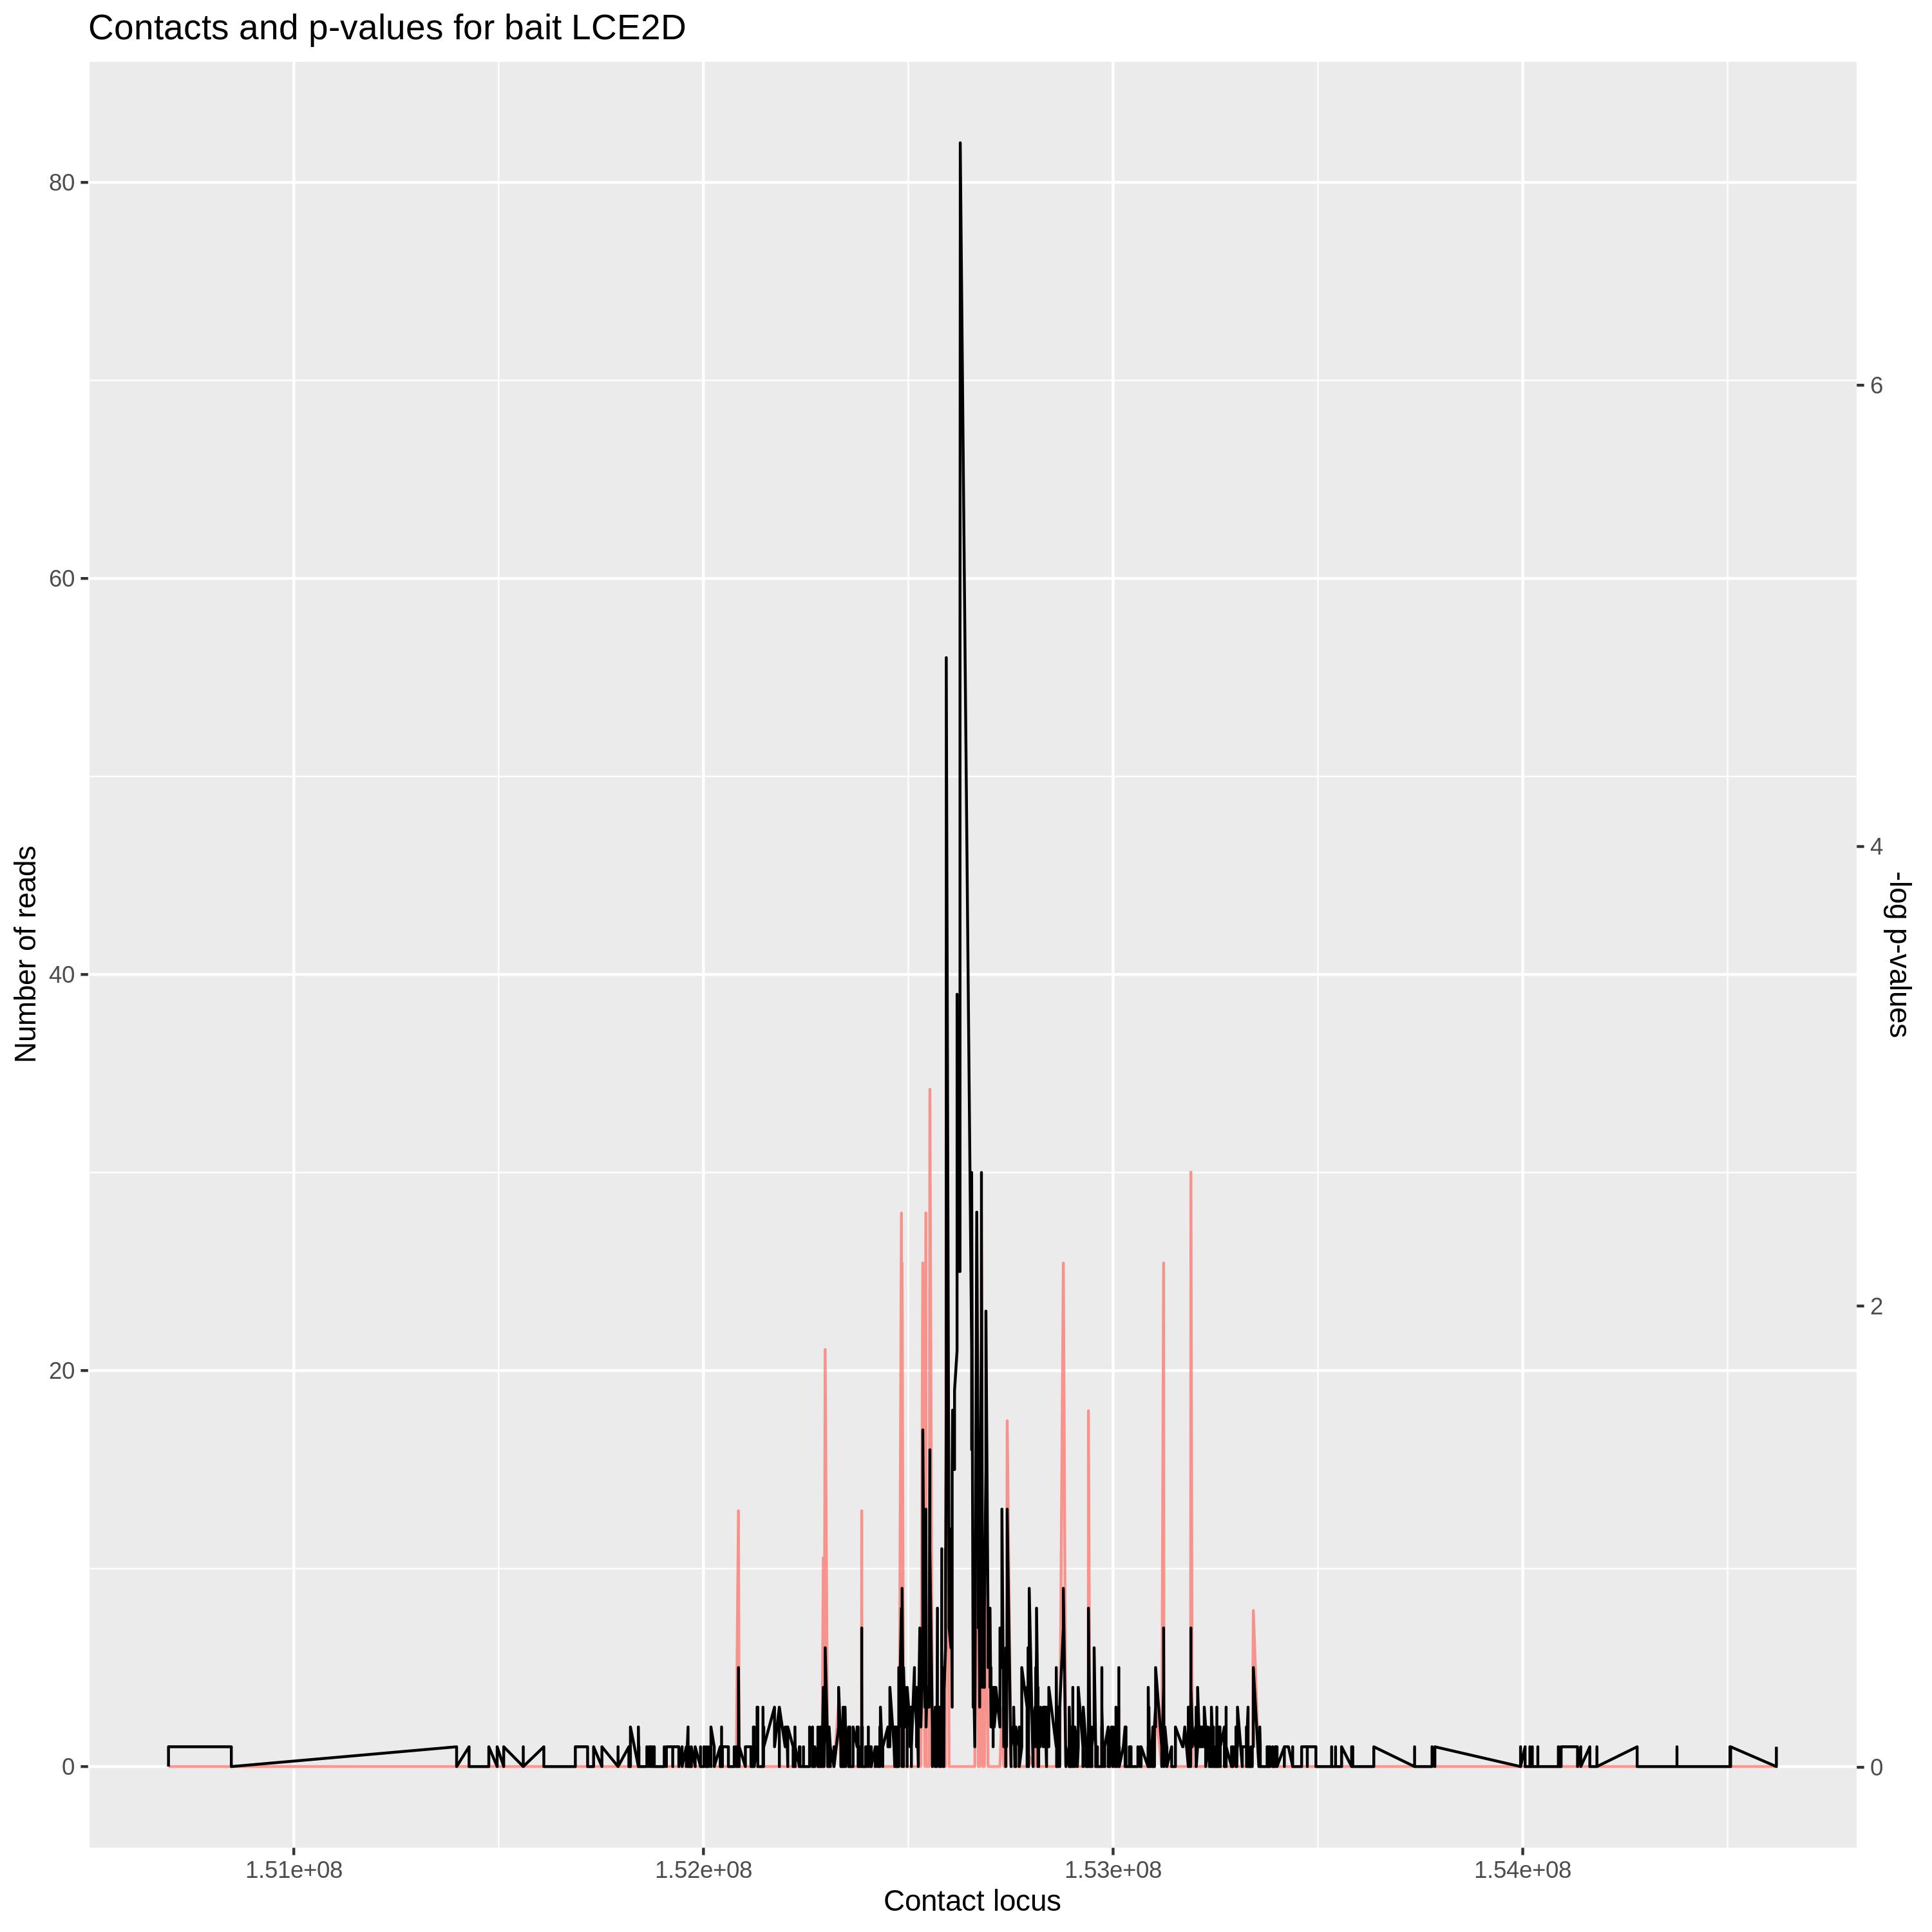 Contacts and p-values for bait LCE2D
80
60
40
20
0
6
4
2
0
Number of reads
-log p-values
1.51e+08 1.52e+08 1.53e+08 1.54e+08
Contact locus